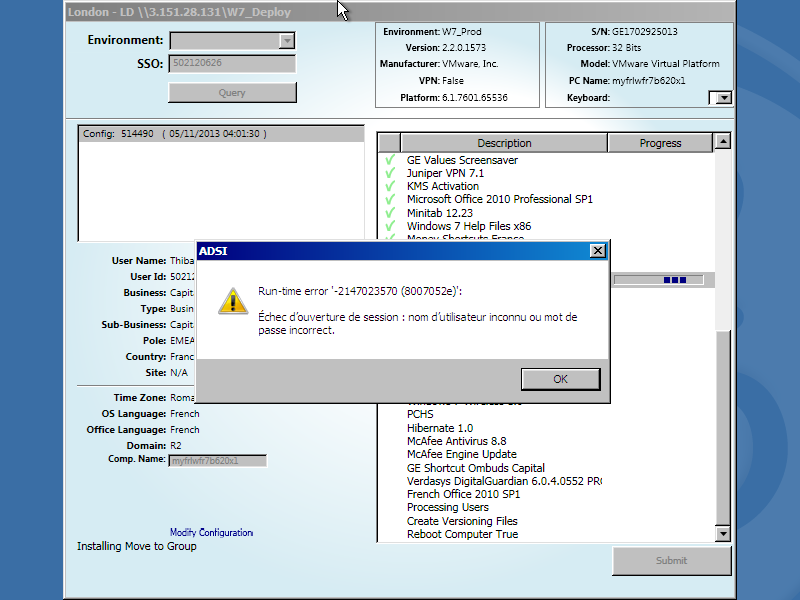 London - LD \\3.151.28.131\W7_Deploy
Environment:
SSO: 502120626
Query
Environment: W7_Prod
Version: 2.2.0.1573
Manufacturer: VMware, Inc.
VPN: False
Platform: 6.1.7601.65536
S/N: GE1702925013
Processor: 32 Bits
Model: VMware Virtual Platform
PC Name: myfrlwfr7b620x1
Keyboard:
Config: 514490 ( 05/11/2013 04:01:30 )
Description Progress
GE Values Screensaver
Juniper VPN 7.1
KMS Activation
Microsoft Office 2010 Professional SP1
Minitab 12.23
Windows 7 Help Files x86
Money Shortcuts France
ADSI
Run-time error '-2147023570 (8007052e)':
Échec d'ouverture de session : nom d'utilisateur inconnu ou mot de
passe incorrect.
OK
User Name: Thiba
User Id: 50212
Business: Capit
Type: Busin
Sub-Business: Capit
Pole: EMEA
Country: Franc
Site: N/A
Time Zone: Roma
OS Language: French
Office Language: French
Domain: R2
Comp. Name: myfrlwfr7b620x1
PCHS
Hibernate 1.0
McAfee Antivirus 8.8
McAfee Engine Update
GE Shortcut Ombuds Capital
Verdasys DigitalGuardian 6.0.4.0552 PR
French Office 2010 SP1
Processing Users
Create Versioning Files
Reboot Computer True
Modify Configuration
Installing Move to Group
Submit